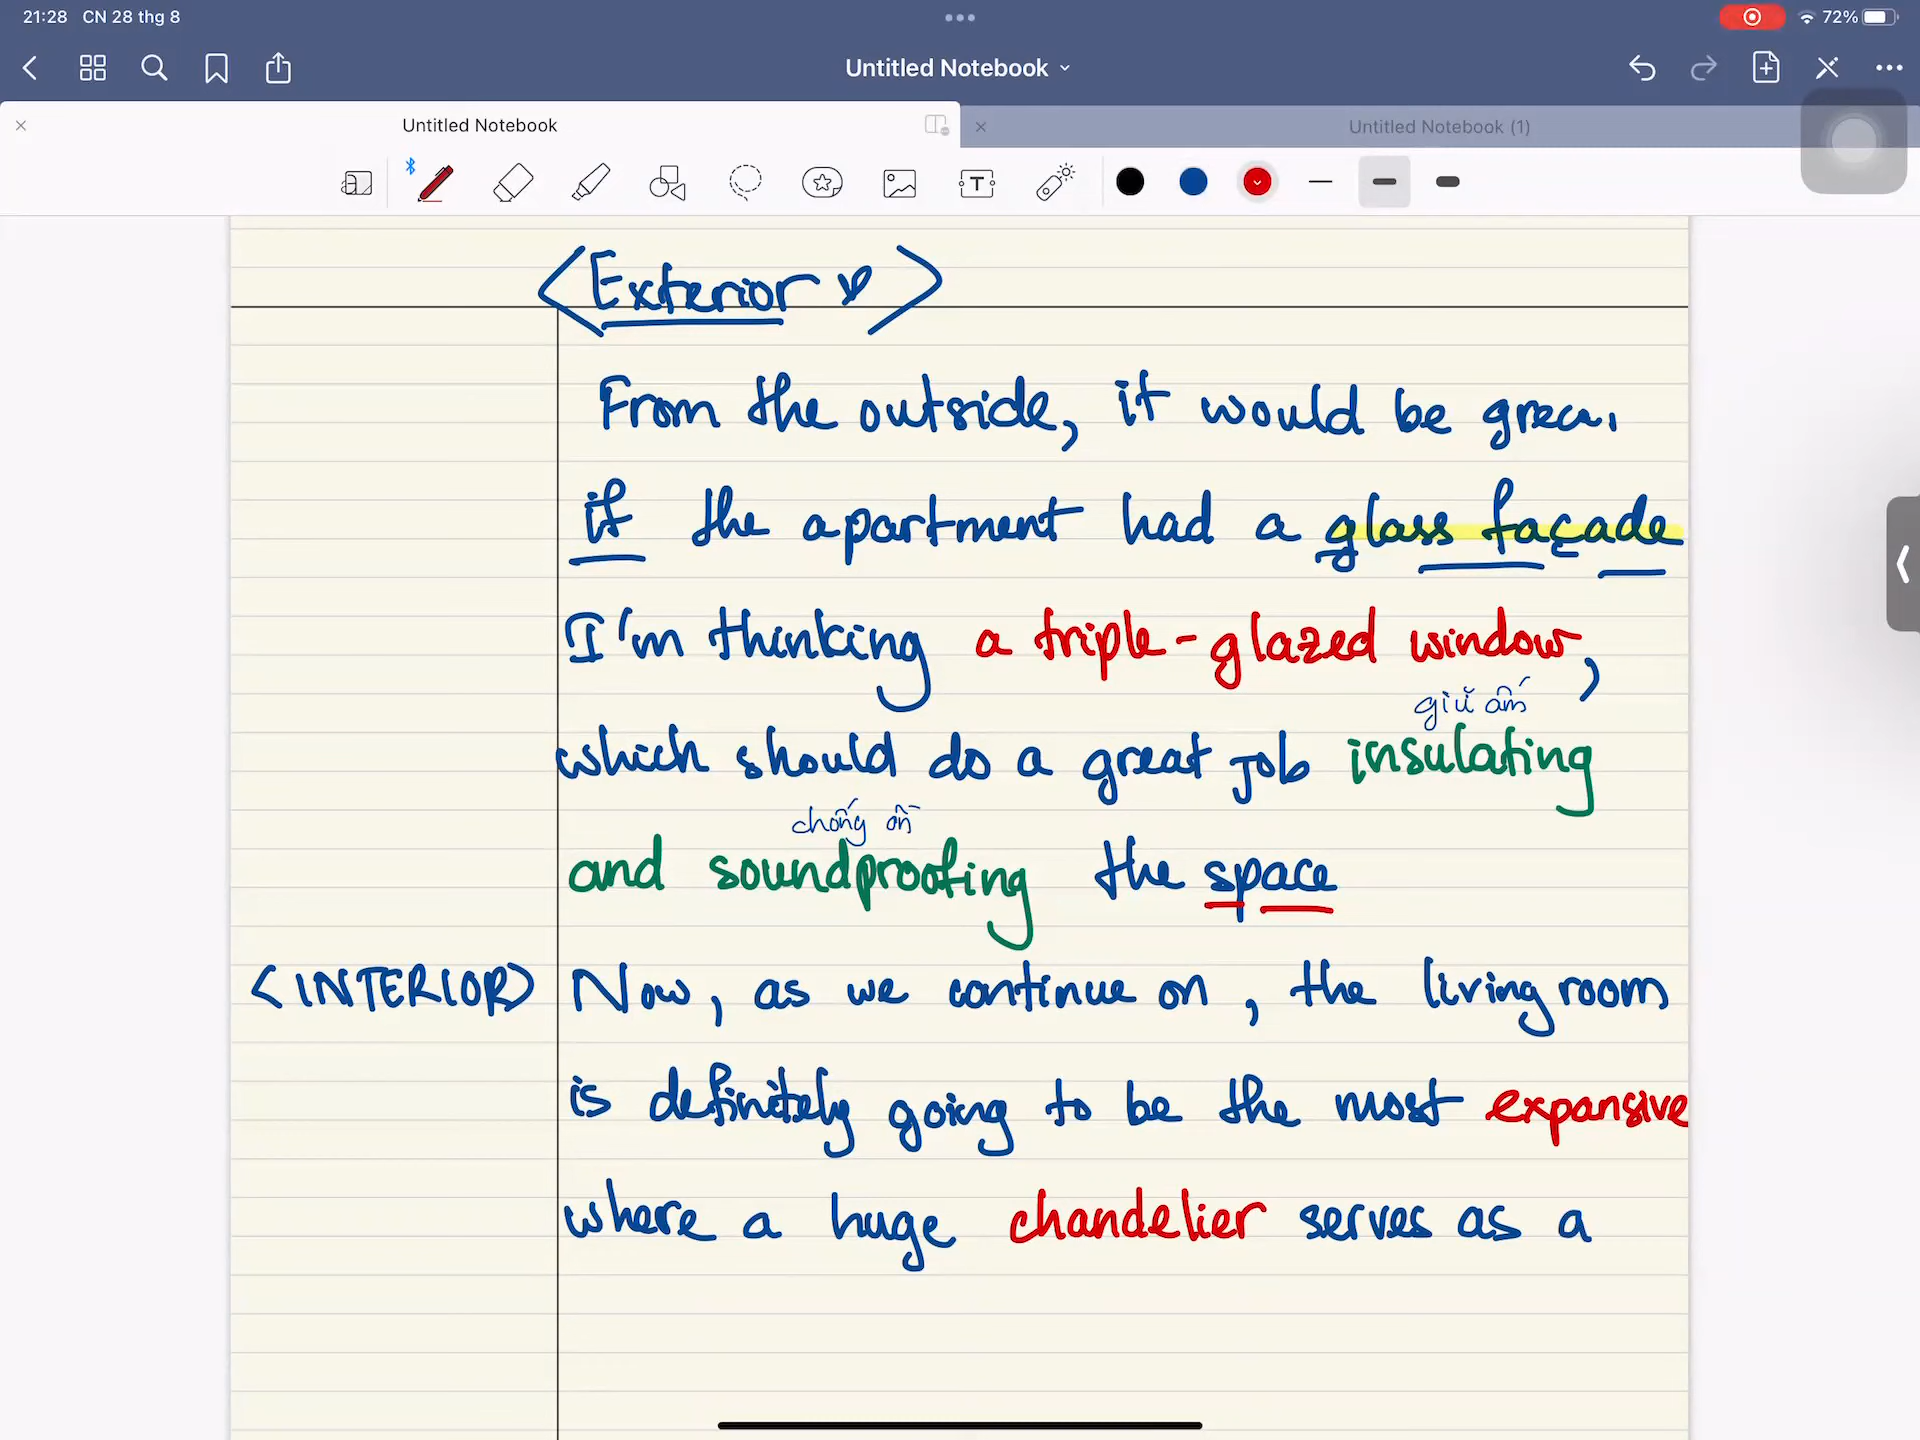 21:28 CN 28 thg 8
72%
Untitled Notebook
Untitled Notebook
Untitled Notebook (1)
<Exterior>
From the outside, it would be
if the apartment had a glass façade
I'm thinking a triple-glazed window,
giữ ấm
which should do a great job insulating
chống ồn
and soundproofing the space
<INTERIOR> Now, as we continue on, the living room
is definitely going to be the most expansive
where a huge chandelier serves as a